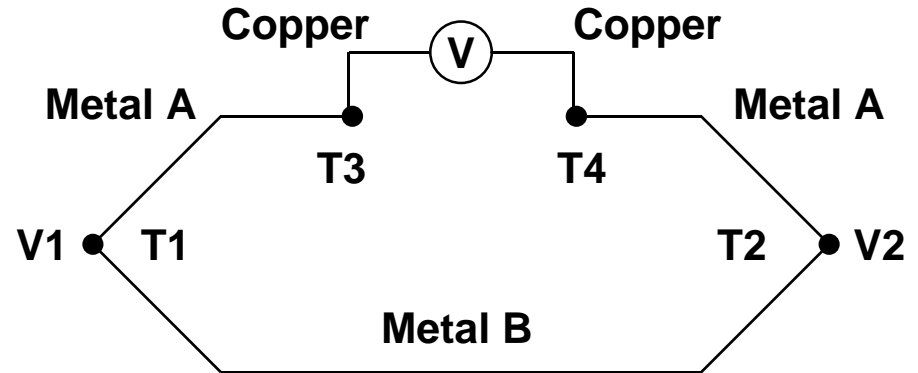 Copper Copper
V
Metal A Metal A
T3 T4
V1 T1 T2 V2
Metal B